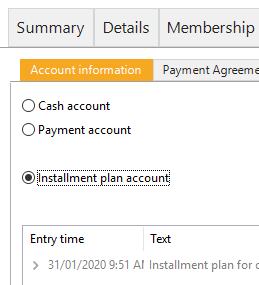 Summary Details Membership
Account information Payment Agreeme
Cash account
Payment account
Installment plan account
Entry time Text
31/01/2020 9:51 AM Installment plan for